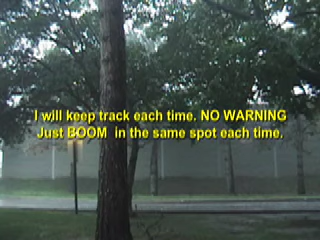 I will keep track each time. NO WARNING
Just BOOM  in the same spot each time.